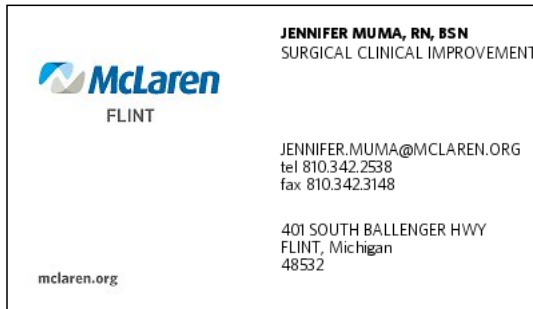 JENNIFER MUMA, RN, BSN
SURGICAL CLINICAL IMPROVEMENT
McLaren
FLINT
JENNIFER.MUMA@MCLAREN.ORG
tel 810.342.2538
fax 810.342.3148
401 SOUTH BALLENGER HWY
FLINT, Michigan
48532
mclaren.org